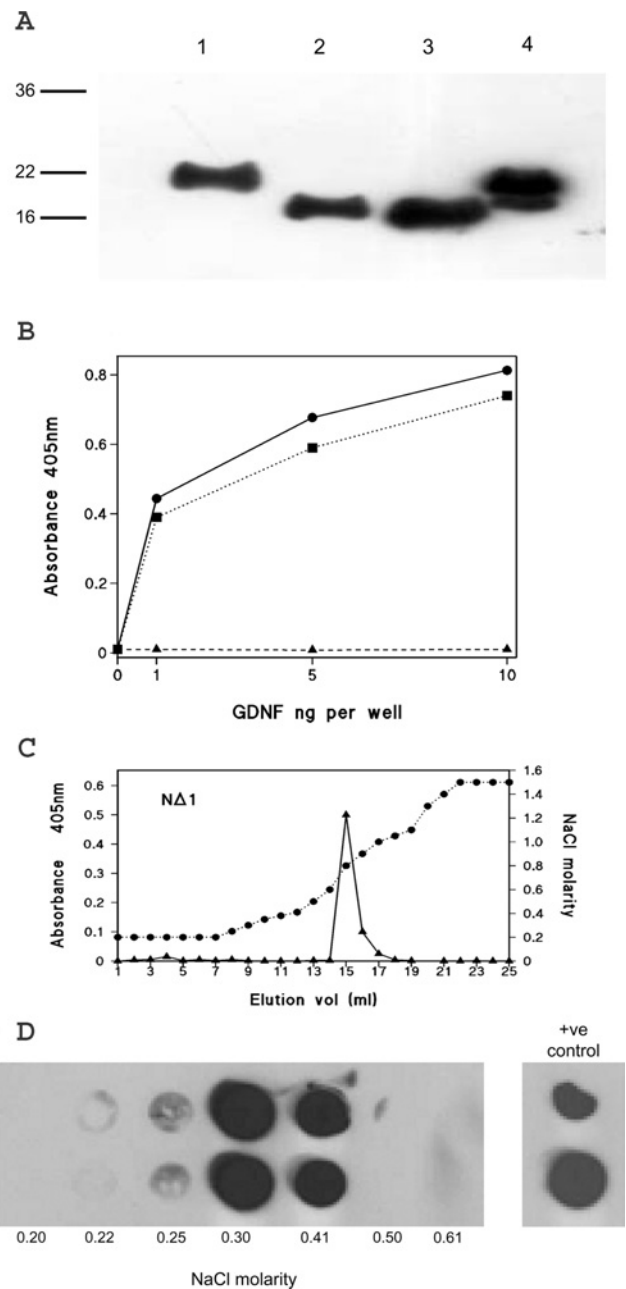 A
1 2 3 4
36
22
16
B
Absorbance 405nm
0.8
0.6
0.4
0.2
0
0 1 5 10
GDNF ng per well
C
NΔ1
Absorbance 405nm
0.6
0.5
0.4
0.3
0.2
0.1
0
1.6
1.4
1.2
1.0
0.8
0.6
0.4
0.2
0
NaCl molarity
1 3 5 7 9 11 13 15 17 19 21 23 25
Elution vol (ml)
D
+ve
control
0.20 0.22 0.25 0.30 0.41 0.50 0.61
NaCl molarity